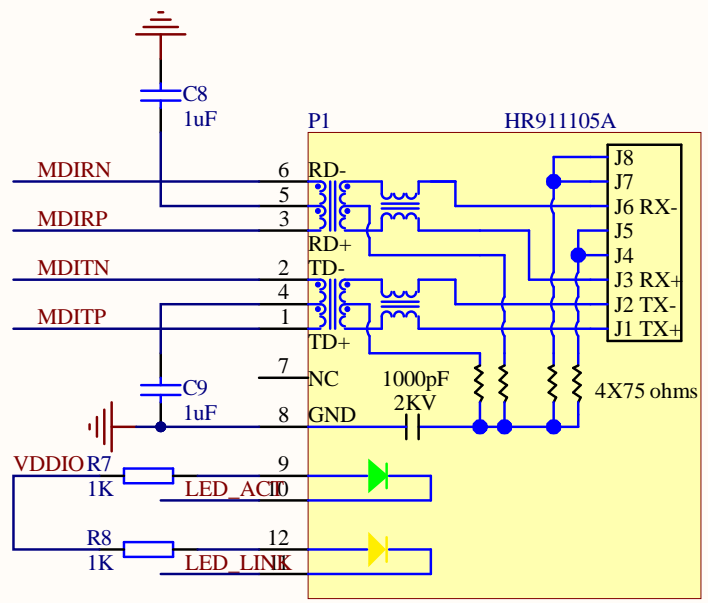 C8
1uF
P1
HR911105A
MDIRN
6
RD-
J8
5
J7
J6 RX-
MDIRP
3
RD+
J5
J4
MDITN
2
TD-
J3 RX+
4
J2 TX-
MDITP
1
TD+
J1 TX+
7
NC
1000pF
2KV
4X75 ohms
C9
1uF
8
GND
VDDIO
R7
1K
9
LED_ACT
10
R8
1K
12
LED_LINK
11